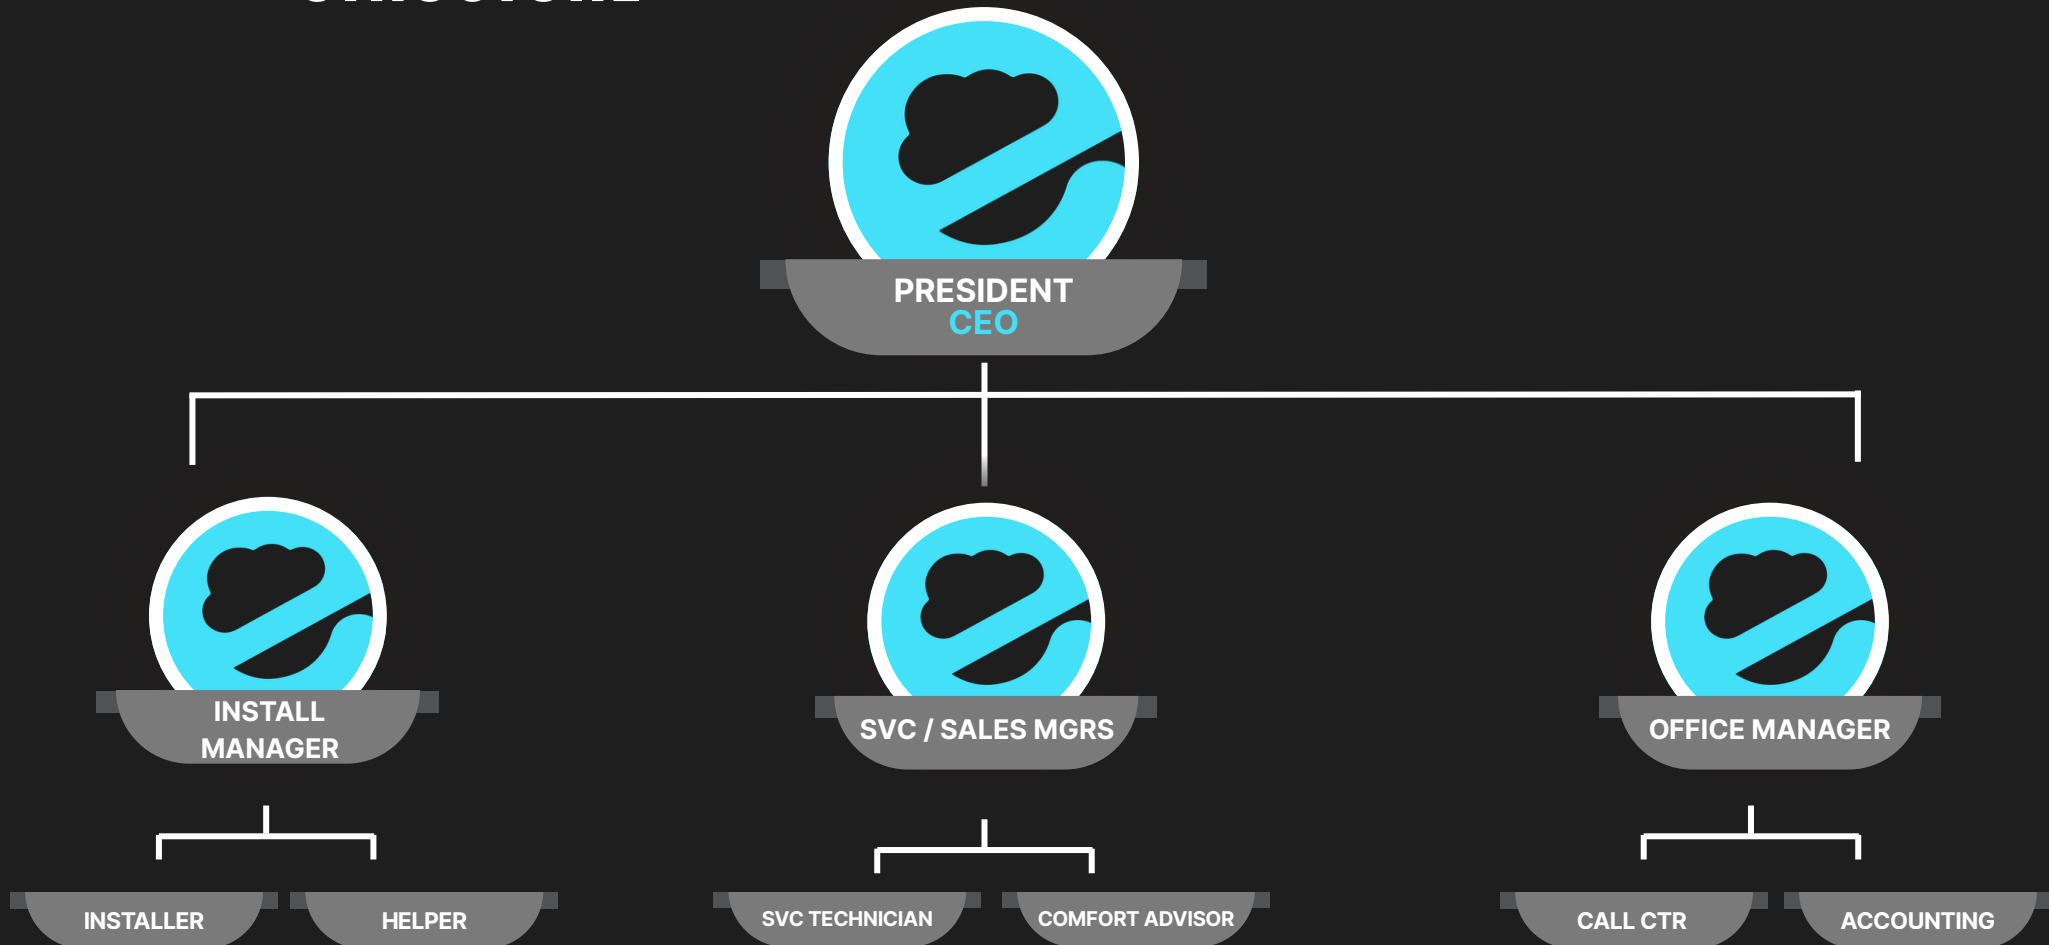 PRESIDENT
CEO
INSTALL
MANAGER
SVC / SALES MGRS
OFFICE MANAGER
INSTALLER
HELPER
SVC TECHNICIAN
COMFORT ADVISOR
CALL CTR
ACCOUNTING